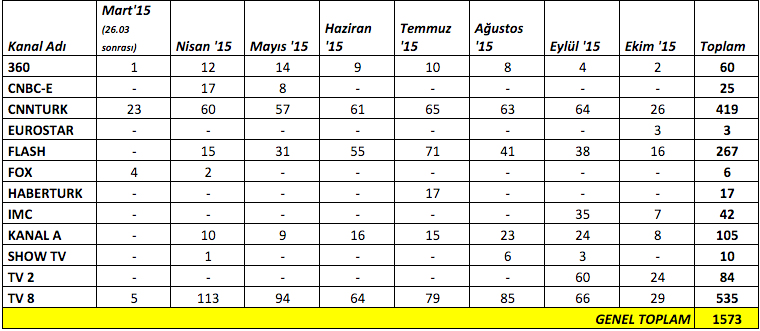 Kanal Adı Mart'15 (26.03 sonrası) Nisan '15 Mayıs '15 Haziran '15 Temmuz '15 Ağustos '15 Eylül '15 Ekim '15 Toplam
360 1 12 14 9 10 8 4 2 60
CNBC-E - 17 8 - - - - - 25
CNNTURK 23 60 57 61 65 63 64 26 419
EUROSTAR - - - - - - - 3 3
FLASH - 15 31 55 71 41 38 16 267
FOX 4 2 - - - - - - 6
HABERTURK - - - - 17 - - - 17
IMC - - - - - - 35 7 42
KANAL A - 10 9 16 15 23 24 8 105
SHOW TV - 1 - - - 6 3 - 10
TV 2 - - - - - - 60 24 84
TV 8 5 113 94 64 79 85 66 29 535
GENEL TOPLAM 1573